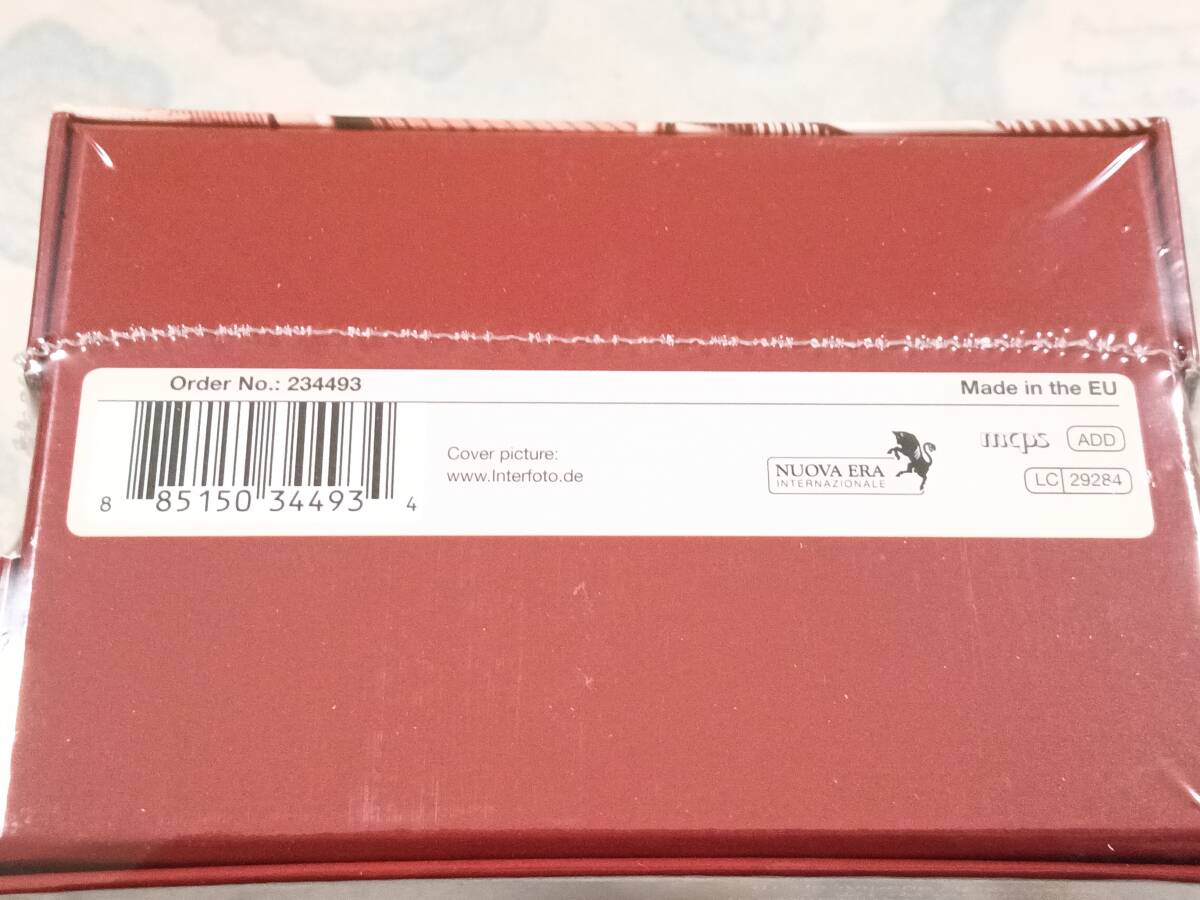 Order No.: 234493
Made in the EU
8 85150 34493 4
Cover picture:
www.Interfoto.de
NUOVA ERA
INTERNAZIONALE
mcps
ADD
LC 29284